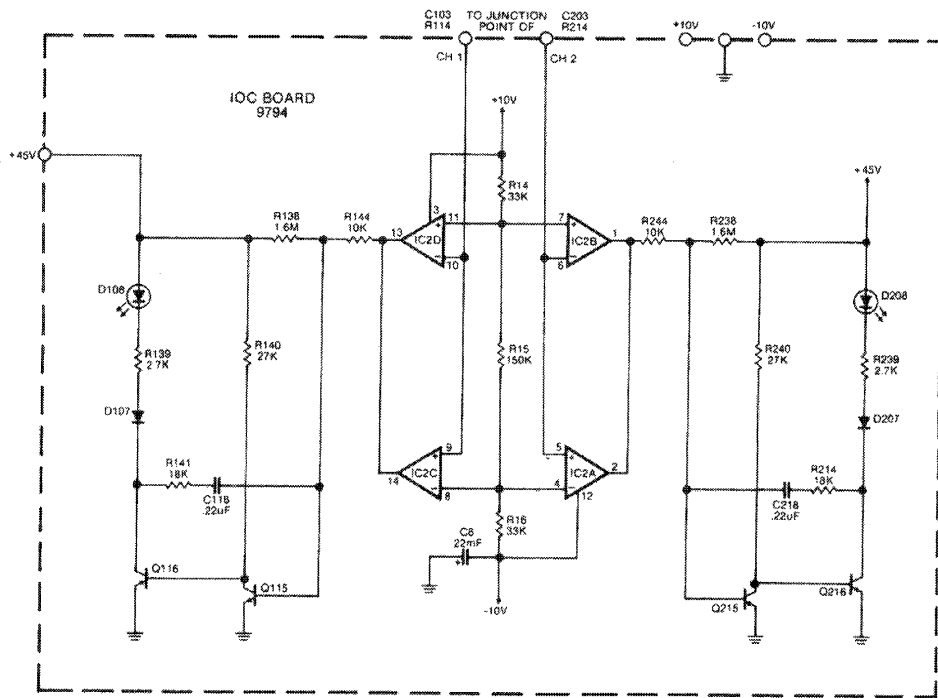 C103 TO JUNCTION C203
R114 POINT OF R214
+10V -10V
CH 1 CH 2
IOC BOARD
9794
+10V
+45V
+45V
R14
33K
R138
1.6M
R144
10K
13 3 11
IC2D
10
7 1
IC2B
6
R244
10K
R238
1.6M
D108
D208
R139
2.7K
R140
27K
R15
150K
R240
27K
R239
2.7K
D107
D207
R141
18K
C118
.22uF
9
14 IC2C
8
5
IC2A 2
4 12
R214
18K
C218
.22uF
R16
33K
C6
22mF
Q116
Q115
-10V
Q215
Q216